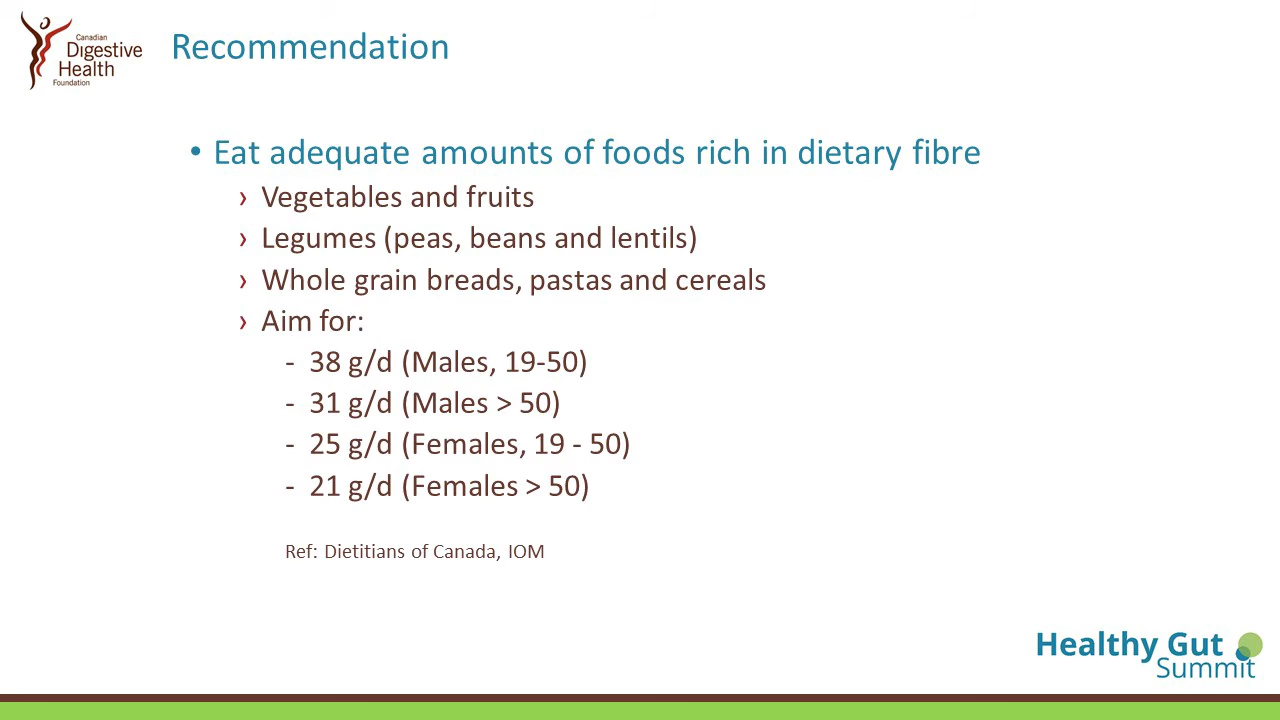 Canadian
Digestive
Health
Foundation
Recommendation
• Eat adequate amounts of foods rich in dietary fibre
› Vegetables and fruits
› Legumes (peas, beans and lentils)
› Whole grain breads, pastas and cereals
› Aim for:
- 38 g/d (Males, 19-50)
- 31 g/d (Males > 50)
- 25 g/d (Females, 19 - 50)
- 21 g/d (Females > 50)
Ref: Dietitians of Canada, IOM
Healthy Gut
Summit